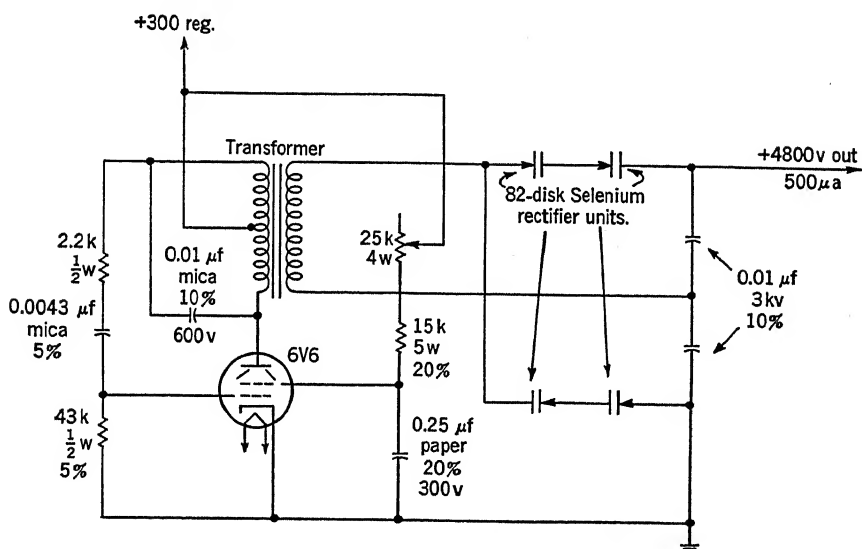 +300 reg.
Transformer
+4800v out
500μa
82-disk Selenium
rectifier units.
2.2k
½w
0.01 μf
mica
10%
600v
25k
4w
0.01 μf
3kv
10%
0.0043 μf
mica
5%
15k
5w
20%
6V6
43k
½w
5%
0.25 μf
paper
20%
300v